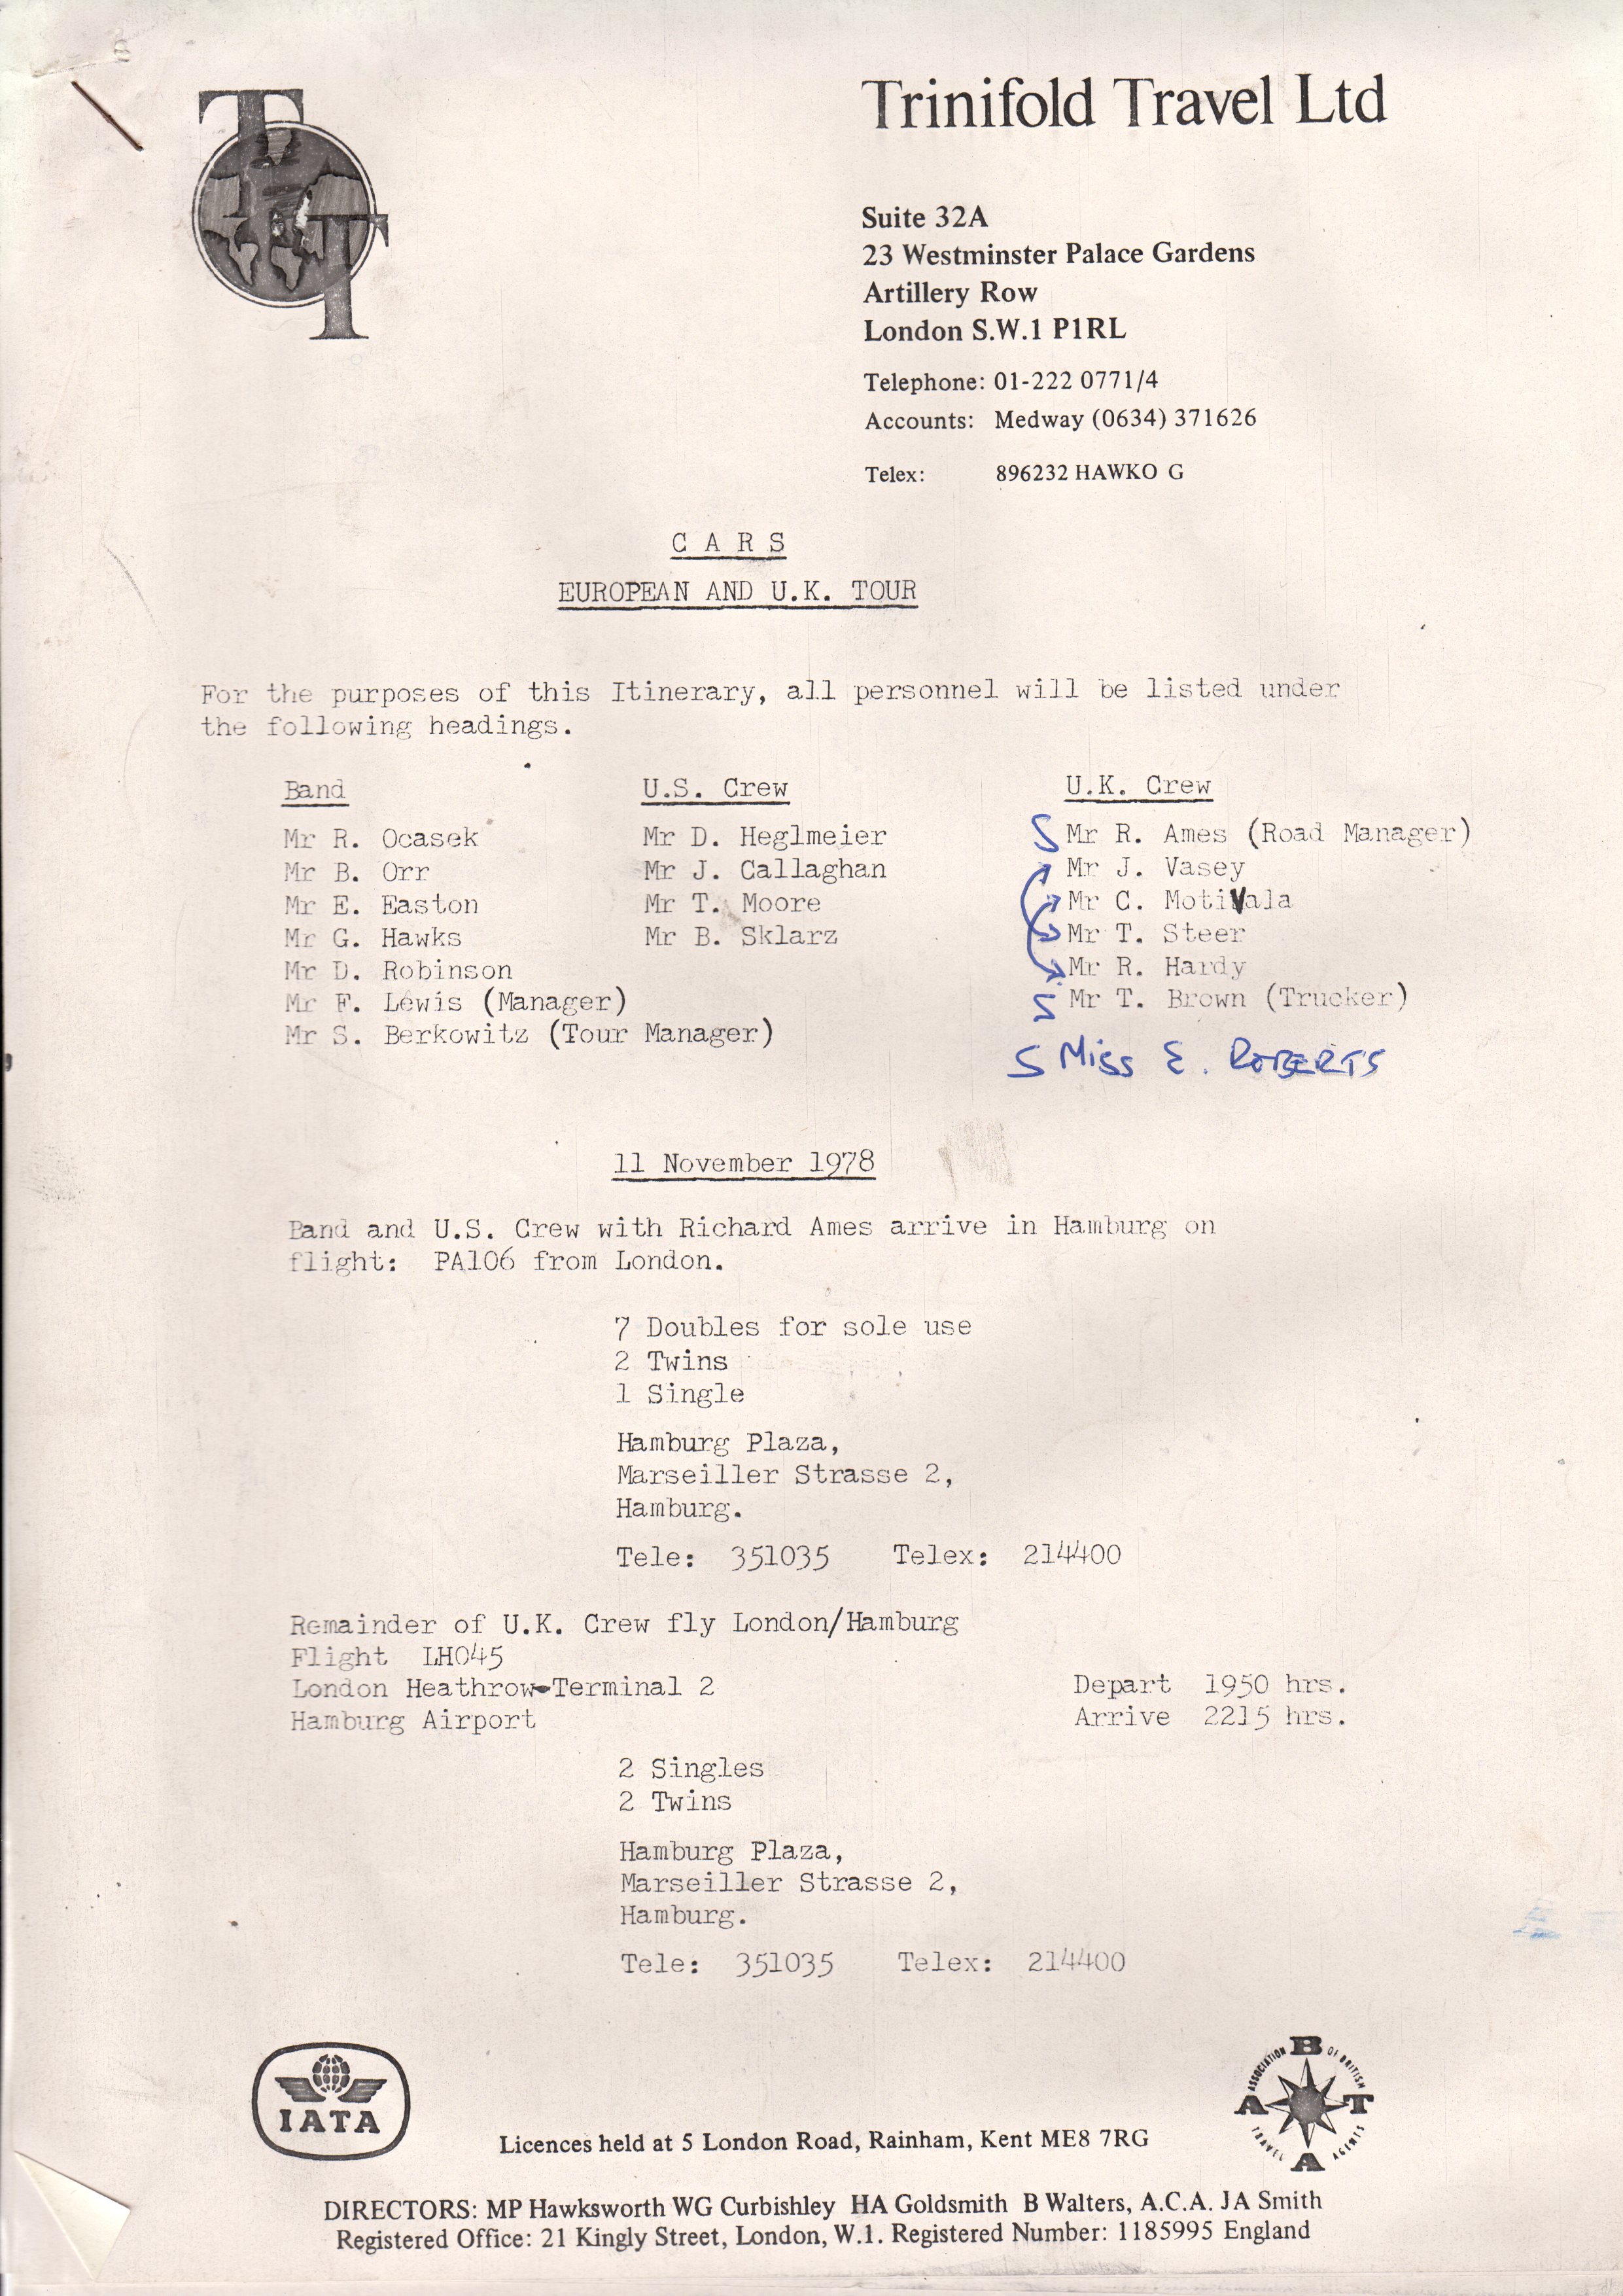 Trinifold Travel Ltd
Suite 32A
23 Westminster Palace Gardens
Artillery Row
London S.W.1 P1RL
Telephone: 01-222 0771/4
Accounts: Medway (0634) 371626
Telex: 896232 HAWKO G
C A R S
EUROPEAN AND U.K. TOUR
For the purposes of this Itinerary, all personnel will be listed under
the following headings.
Band
Mr R. Ocasek
Mr B. Orr
Mr E. Easton
Mr G. Hawks
Mr D. Robinson
Mr F. Lewis (Manager)
Mr S. Berkowitz (Tour Manager)
U.S. Crew
Mr D. Heglmeier
Mr J. Callaghan
Mr T. Moore
Mr B. Sklarz
U.K. Crew
S Mr R. Ames (Road Manager)
Mr J. Vasey
Mr C. MotiVala
Mr T. Steer
Mr R. Hardy
S Mr T. Brown (Trucker)
S Miss E. ROBERTS
11 November 1978
Band and U.S. Crew with Richard Ames arrive in Hamburg on
flight: PA106 from London.
7 Doubles for sole use
2 Twins
1 Single
Hamburg Plaza,
Marseiller Strasse 2,
Hamburg.
Tele: 351035 Telex: 214400
Remainder of U.K. Crew fly London/Hamburg
Flight LH045
London Heathrow-Terminal 2 Depart 1950 hrs.
Hamburg Airport Arrive 2215 hrs.
2 Singles
2 Twins
Hamburg Plaza,
Marseiller Strasse 2,
Hamburg.
Tele: 351035 Telex: 214400
IATA
ASSOCIATION OF BRITISH TRAVEL AGENTS
A B T A
Licences held at 5 London Road, Rainham, Kent ME8 7RG
DIRECTORS: MP Hawksworth WG Curbishley HA Goldsmith B Walters, A.C.A. JA Smith
Registered Office: 21 Kingly Street, London, W.1. Registered Number: 1185995 England